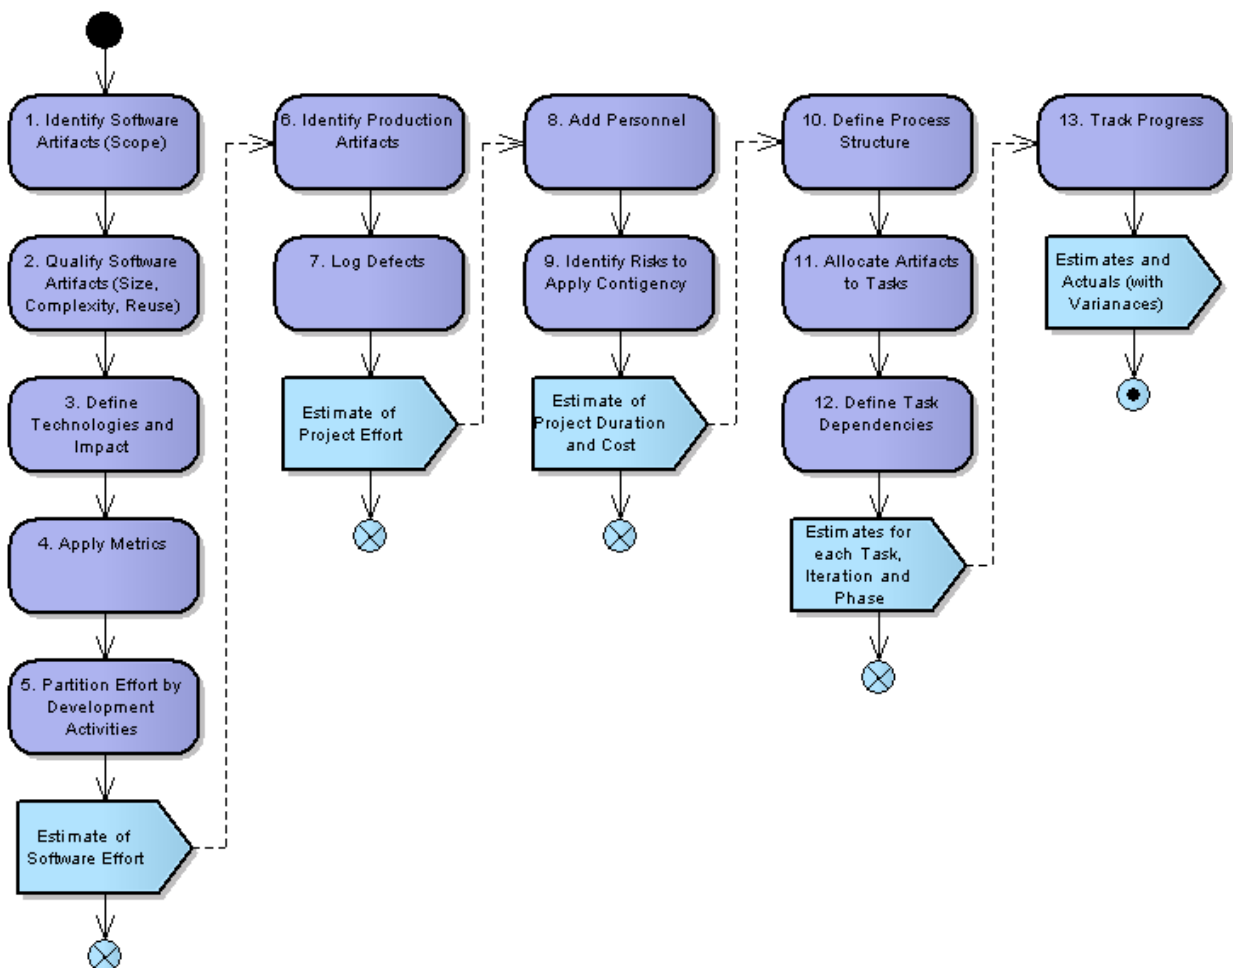 1. Identify Software
Artifacts (Scope)
2. Qualify Software
Artifacts (Size,
Complexity, Reuse)
3. Define
Technologies and
Impact
4. Apply Metrics
5. Partition Effort by
Development
Activities
Estimate of
Software Effort
6. Identify Production
Artifacts
7. Log Defects
Estimate of
Project Effort
8. Add Personnel
9. Identify Risks to
Apply Contigency
Estimate of
Project Duration
and Cost
10. Define Process
Structure
11. Allocate Artifacts
to Tasks
12. Define Task
Dependencies
Estimates for
each Task,
Iteration and
Phase
13. Track Progress
Estimates and
Actuals (with
Varianaces)